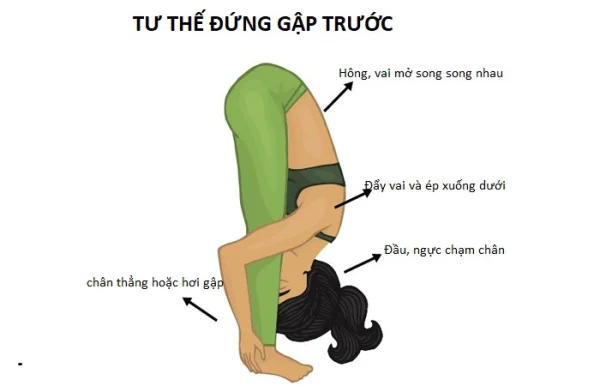 TƯ THẾ ĐỨNG GẬP TRƯỚC
Hông, vai mở song song nhau
Đẩy vai và ép xuống dưới
Đầu, ngực chạm chân
chân thẳng hoặc hơi gập
-